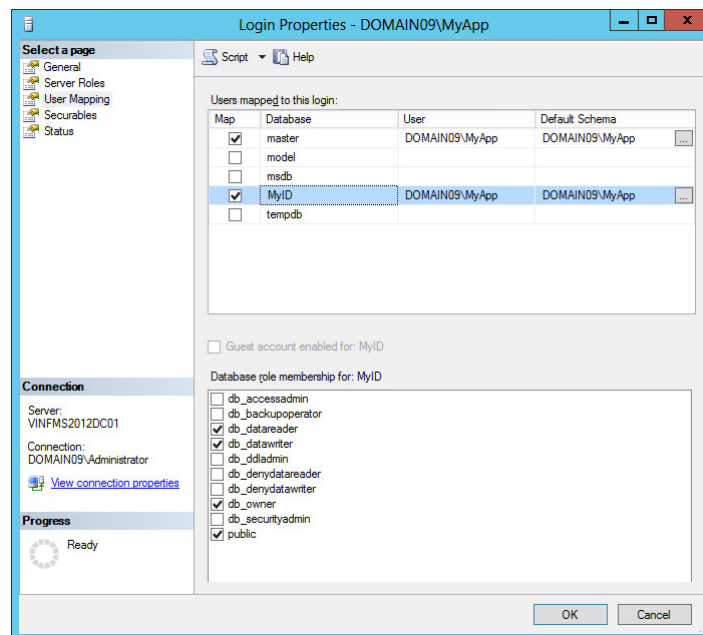 Login Properties - DOMAIN09\MyApp
Select a page
General
Server Roles
User Mapping
Securables
Status
Script Help
Users mapped to this login:
Map Database User Default Schema
master DOMAIN09\MyApp DOMAIN09\MyApp ...
model
msdb
MyID DOMAIN09\MyApp DOMAIN09\MyApp ...
tempdb
Guest account enabled for: MyID
Database role membership for: MyID
db_accessadmin
db_backupoperator
db_datareader
db_datawriter
db_ddladmin
db_denydatareader
db_denydatawriter
db_owner
db_securityadmin
public
Connection
Server:
VINFMS2012DC01
Connection:
DOMAIN09\Administrator
View connection properties
Progress
Ready
OK Cancel